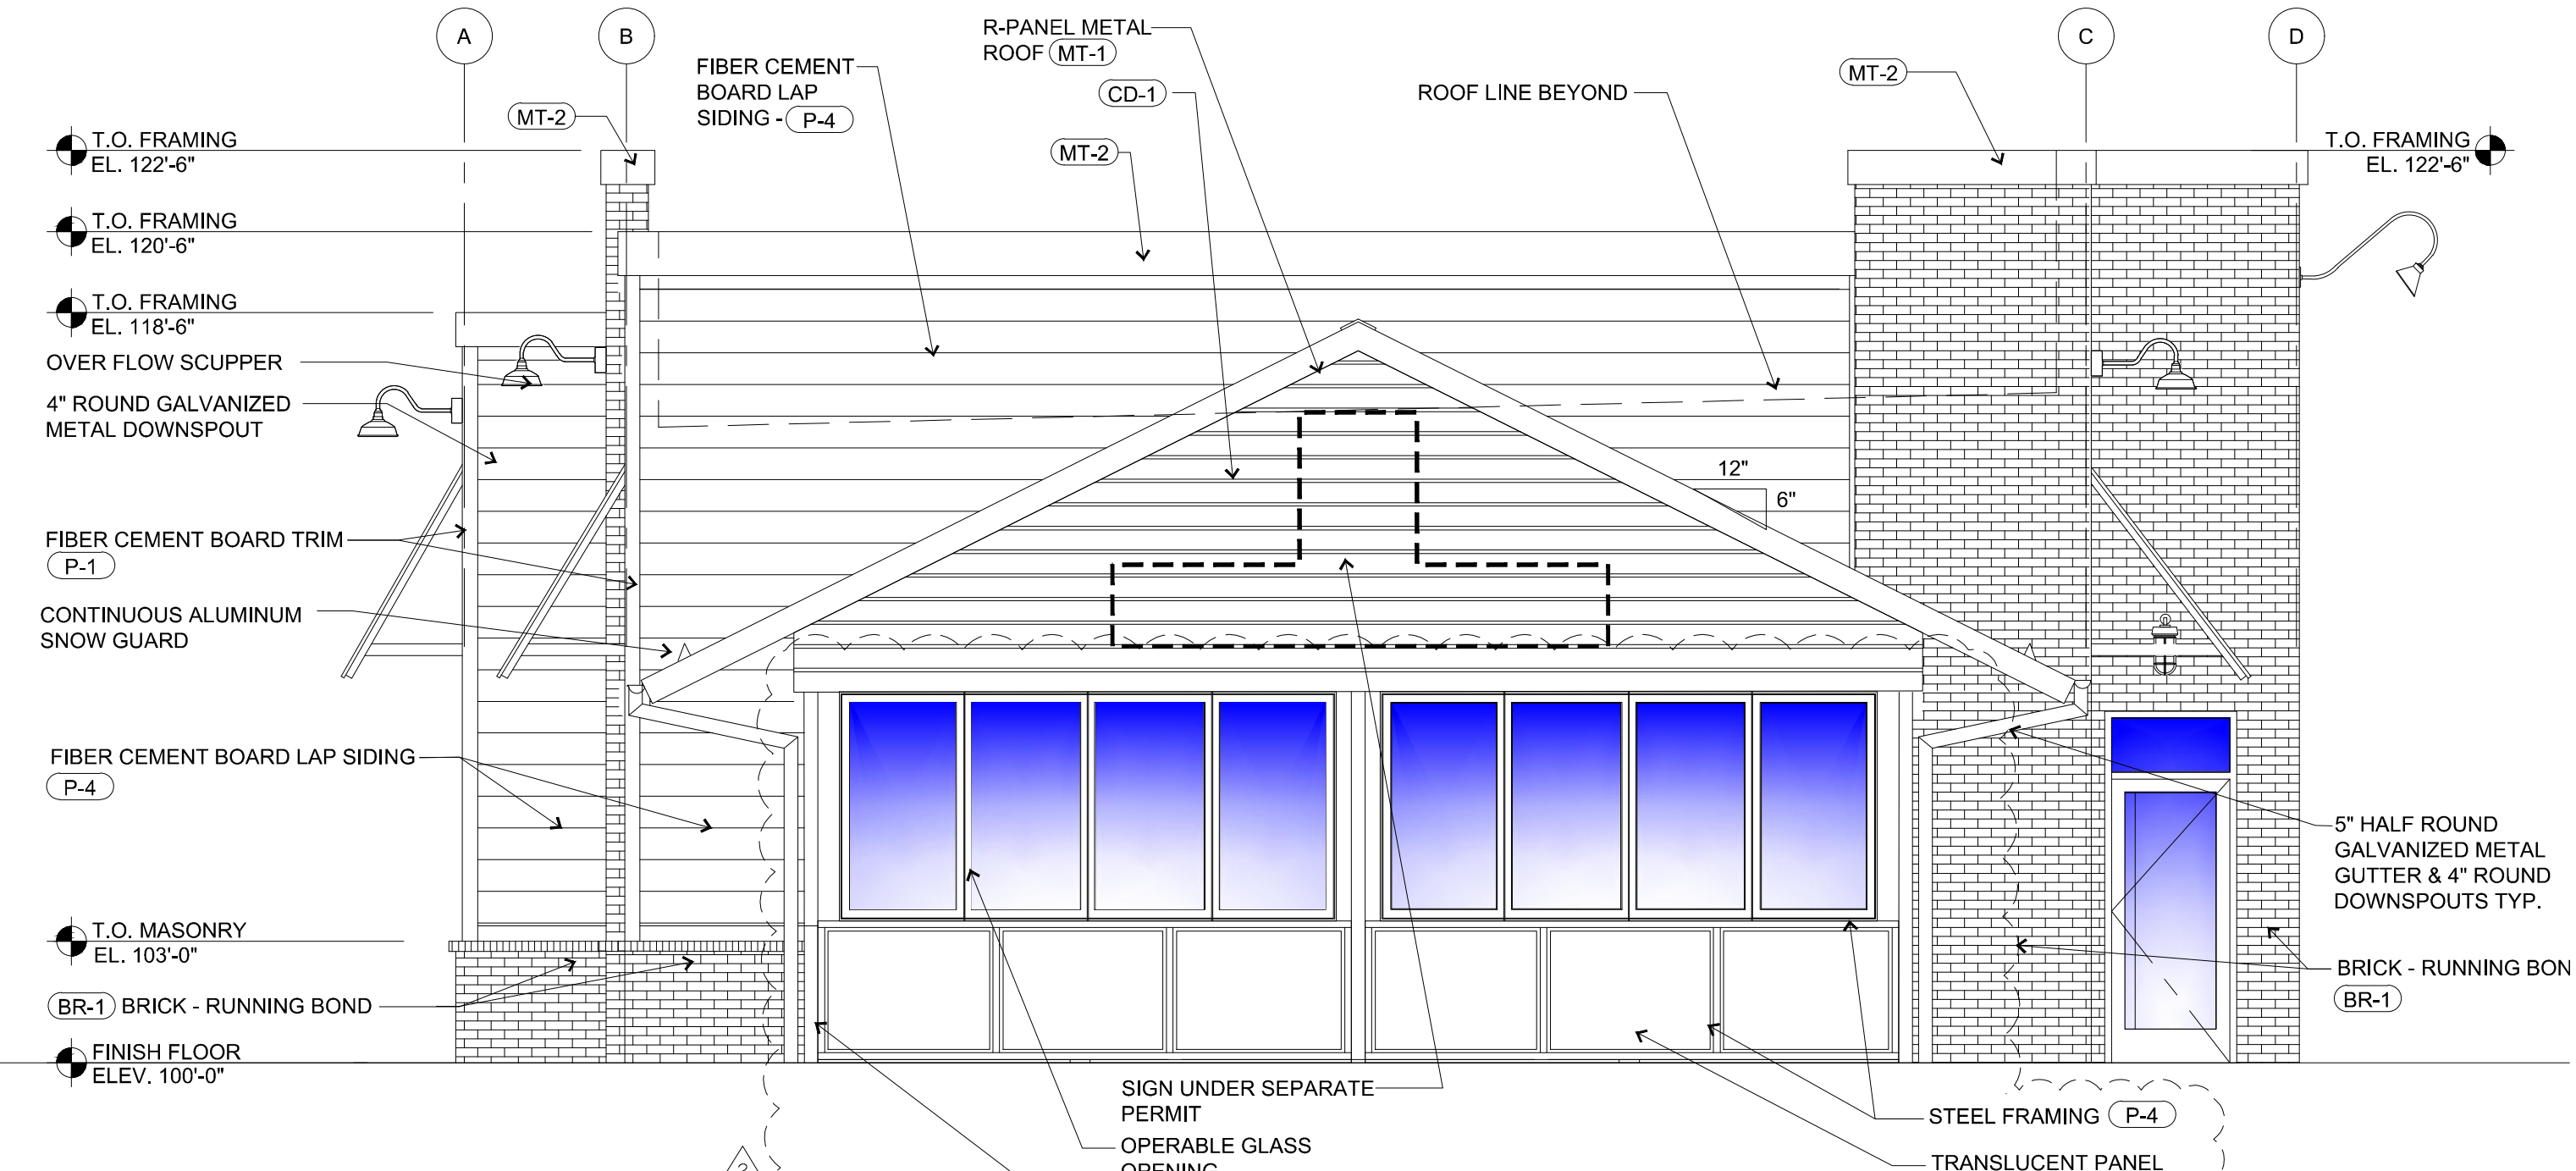 A
B
C
D
R-PANEL METAL
ROOF MT-1
FIBER CEMENT
BOARD LAP
SIDING - P-4
CD-1
MT-2
MT-2
ROOF LINE BEYOND
MT-2
T.O. FRAMING
EL. 122'-6"
T.O. FRAMING
EL. 122'-6"
T.O. FRAMING
EL. 120'-6"
T.O. FRAMING
EL. 118'-6"
OVER FLOW SCUPPER
4" ROUND GALVANIZED
METAL DOWNSPOUT
12"
6"
FIBER CEMENT BOARD TRIM
P-1
CONTINUOUS ALUMINUM
SNOW GUARD
FIBER CEMENT BOARD LAP SIDING
P-4
5" HALF ROUND
GALVANIZED METAL
GUTTER & 4" ROUND
DOWNSPOUTS TYP.
T.O. MASONRY
EL. 103'-0"
BRICK - RUNNING BON
BR-1
BR-1 BRICK - RUNNING BOND
FINISH FLOOR
ELEV. 100'-0"
SIGN UNDER SEPARATE
PERMIT
STEEL FRAMING P-4
OPERABLE GLASS
OPENING
TRANSLUCENT PANEL
2